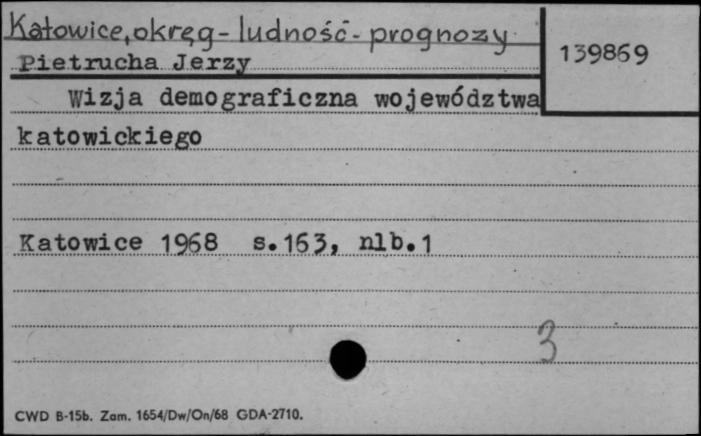 Katowice, okręg - ludność - prognozy
139869
Pietrucha Jerzy
Wizja demograficzna województwa
katowickiego
Katowice 1968 s.163, nlb.1
3
CWD B-15b. Zam. 1654/Dw/On/68 GDA-2710.